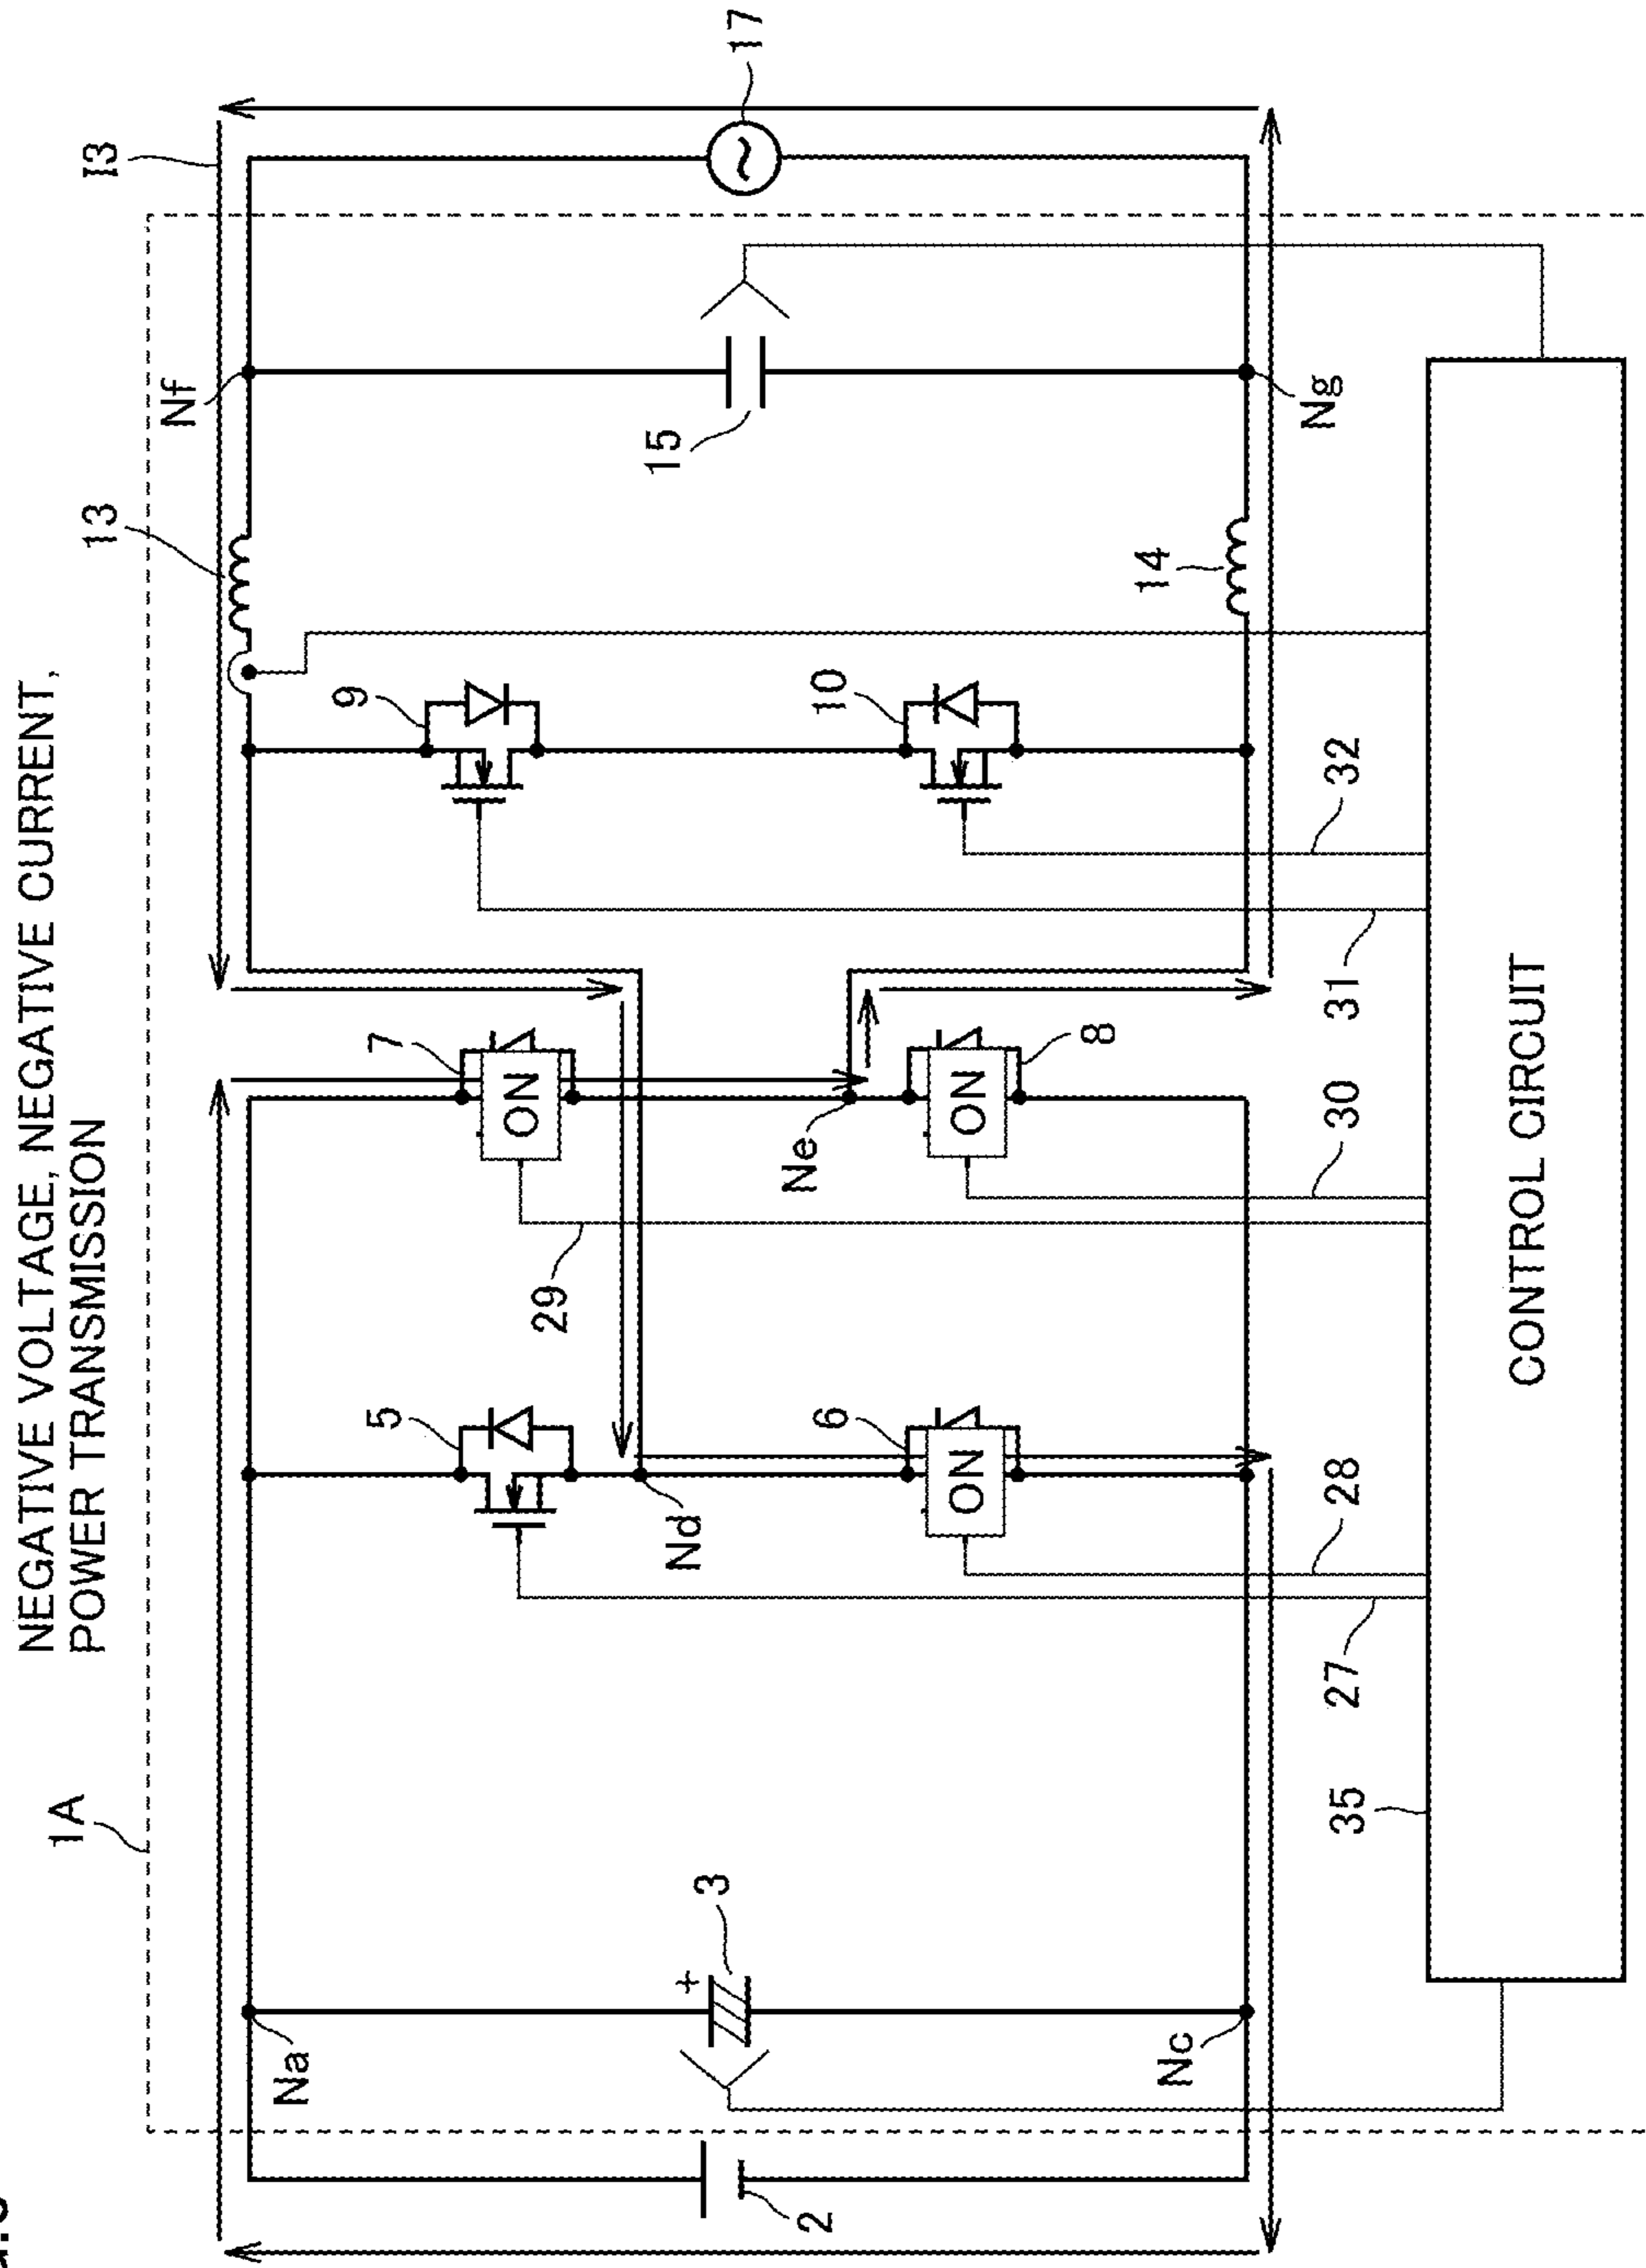 NEGATIVE VOLTAGE, NEGATIVE CURRENT,
POWER TRANSMISSION
1A
I3
13
Nf
Na
7
9
5
ON
29
Nd
3
+
15
17
2
Ne
6
10
ON
8
ON
14
Nc
Ng
35
27
28
30
31
32
CONTROL CIRCUIT